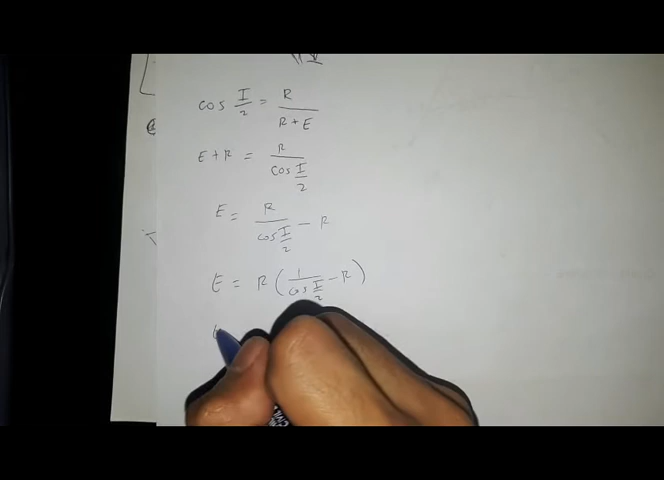 cos I/2 = R/(R + E)
E + R = R/(cos I/2)
E = R/(cos I/2) - R
E = R ( 1/(cos I/2) - R )